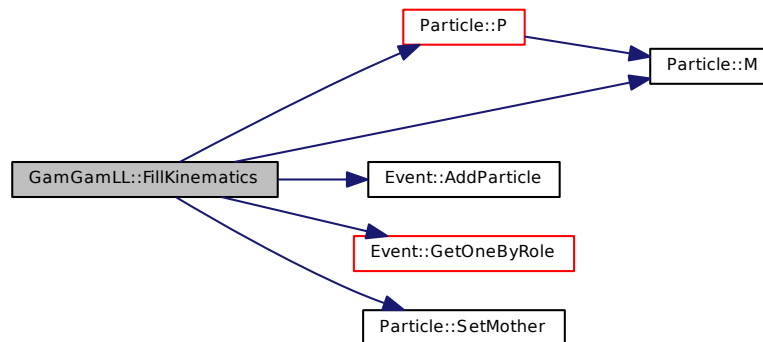 Particle::P
Particle::M
GamGamLL::FillKinematics
Event::AddParticle
Event::GetOneByRole
Particle::SetMother